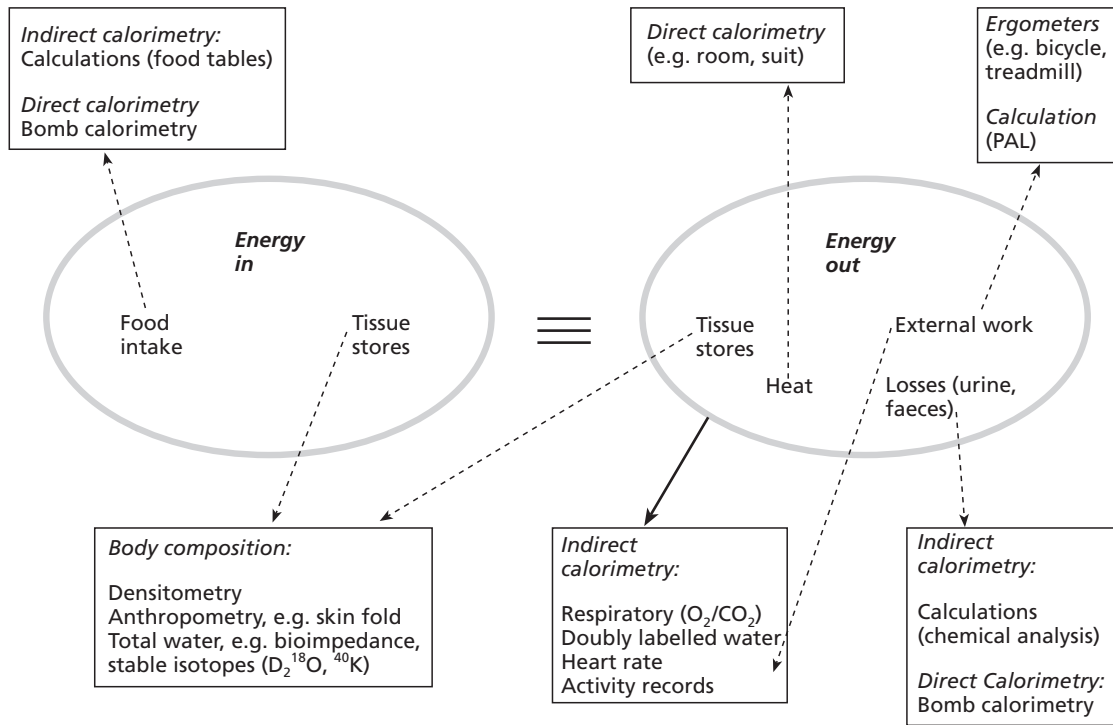 Indirect calorimetry:
Calculations (food tables)
Direct calorimetry
Bomb calorimetry
Direct calorimetry
(e.g. room, suit)
Ergometers
(e.g. bicycle,
treadmill)
Calculation
(PAL)
Energy
in
Food
intake
Tissue
stores
Energy
out
Tissue
stores
Heat
External work
Losses (urine,
faeces)
Body composition:
Densitometry
Anthropometry, e.g. skin fold
Total water, e.g. bioimpedance,
stable isotopes (D₂¹⁸O, ⁴⁰K)
Indirect
calorimetry:
Respiratory (O₂/CO₂)
Doubly labelled water
Heart rate
Activity records
Indirect
calorimetry:
Calculations
(chemical analysis)
Direct Calorimetry:
Bomb calorimetry